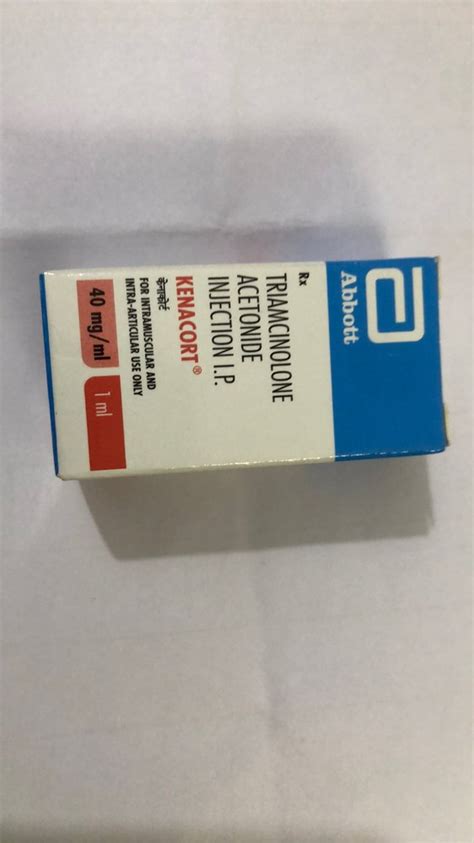 Abbott
Rx
TRIAMCINOLONE
ACETONIDE
INJECTION I.P.
KENACORT®
केनाकोर्ट
FOR INTRAMUSCULAR AND
INTRA-ARTICULAR USE ONLY
40 mg/ml
1 ml